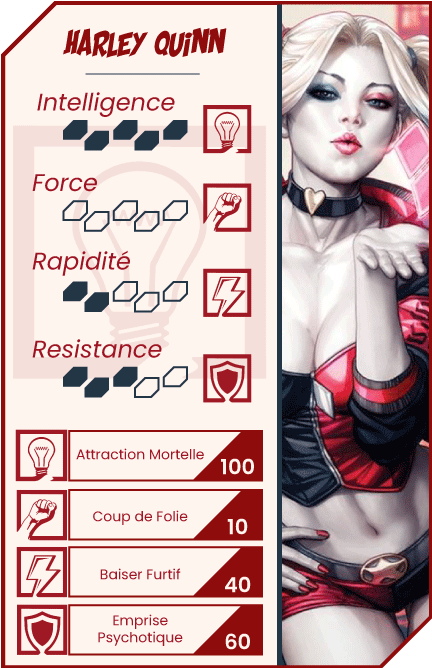 HARLEY QUINN
Intelligence
Force
Rapidité
Resistance
Attraction Mortelle
100
Coup de Folie
10
Baiser Furtif
40
Emprise
Psychotique
60